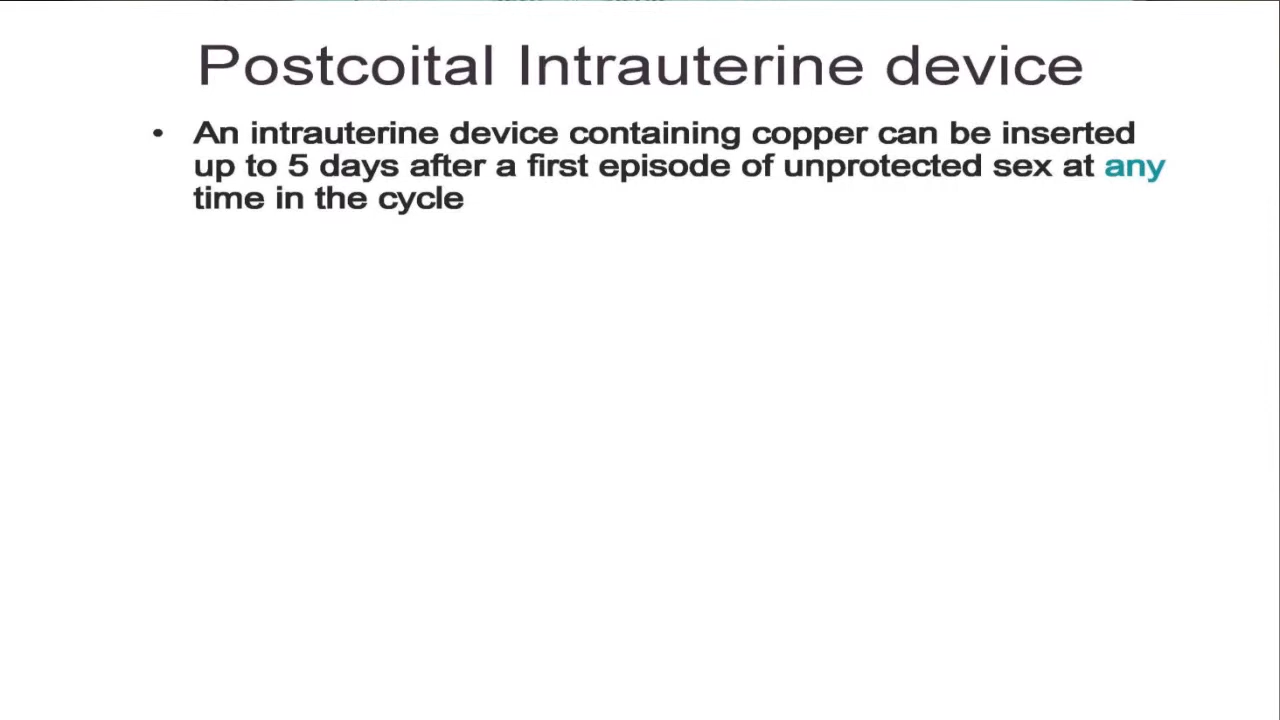 Postcoital Intrauterine device
• An intrauterine device containing copper can be inserted
up to 5 days after a first episode of unprotected sex at any
time in the cycle